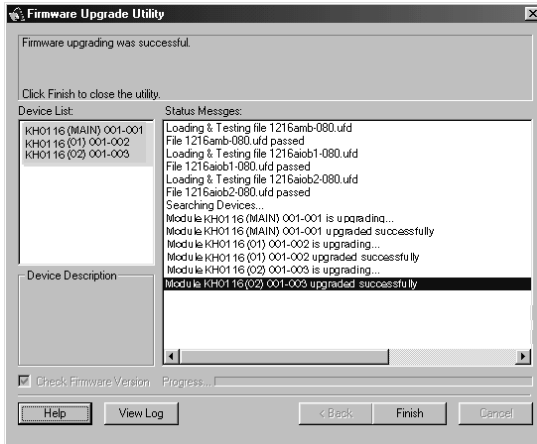 Firmware Upgrade Utility
Firmware upgrading was successful.
Click Finish to close the utility.
Device List:
KH0116 (MAIN) 001-001
KH0116 (01) 001-002
KH0116 (02) 001-003
Device Description
Status Messges:
Loading & Testing file 1216amb-080.ufd
File 1216amb-080.ufd passed
Loading & Testing file 1216aiob1-080.ufd
File 1216aiob1-080.ufd passed
Loading & Testing file 1216aiob2-080.ufd
File 1216aiob2-080.ufd passed
Searching Devices...
Module KH0116 (MAIN) 001-001 is upgrading...
Module KH0116 (MAIN) 001-001 upgraded successfully
Module KH0116 (01) 001-002 is upgrading...
Module KH0116 (01) 001-002 upgraded successfully
Module KH0116 (02) 001-003 is upgrading...
Module KH0116 (02) 001-003 upgraded successfully
Check Firmware Version Progress...
Help View Log < Back Finish Cancel